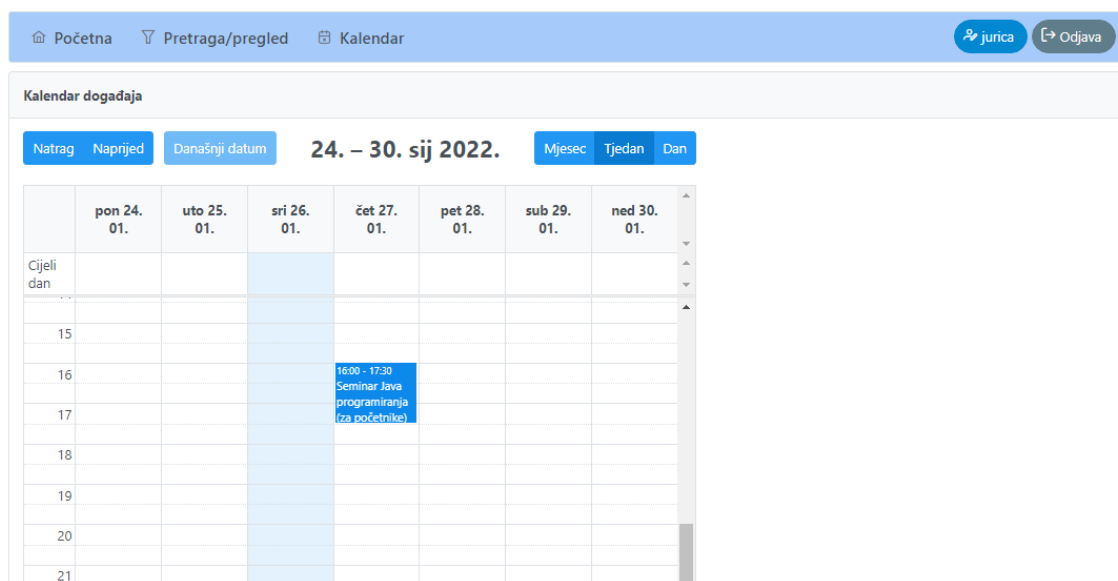 Početna Pretraga/pregled Kalendar jurica Odjava
Kalendar događaja
Natrag Naprijed Današnji datum 24. – 30. sij 2022. Mjesec Tjedan Dan
pon 24. uto 25. sri 26. čet 27. pet 28. sub 29. ned 30.
01. 01. 01. 01. 01. 01. 01.
Cijeli
dan
15
16 16:00 - 17:30
Seminar Java
programiranja
17 (za početnike)
18
19
20
21